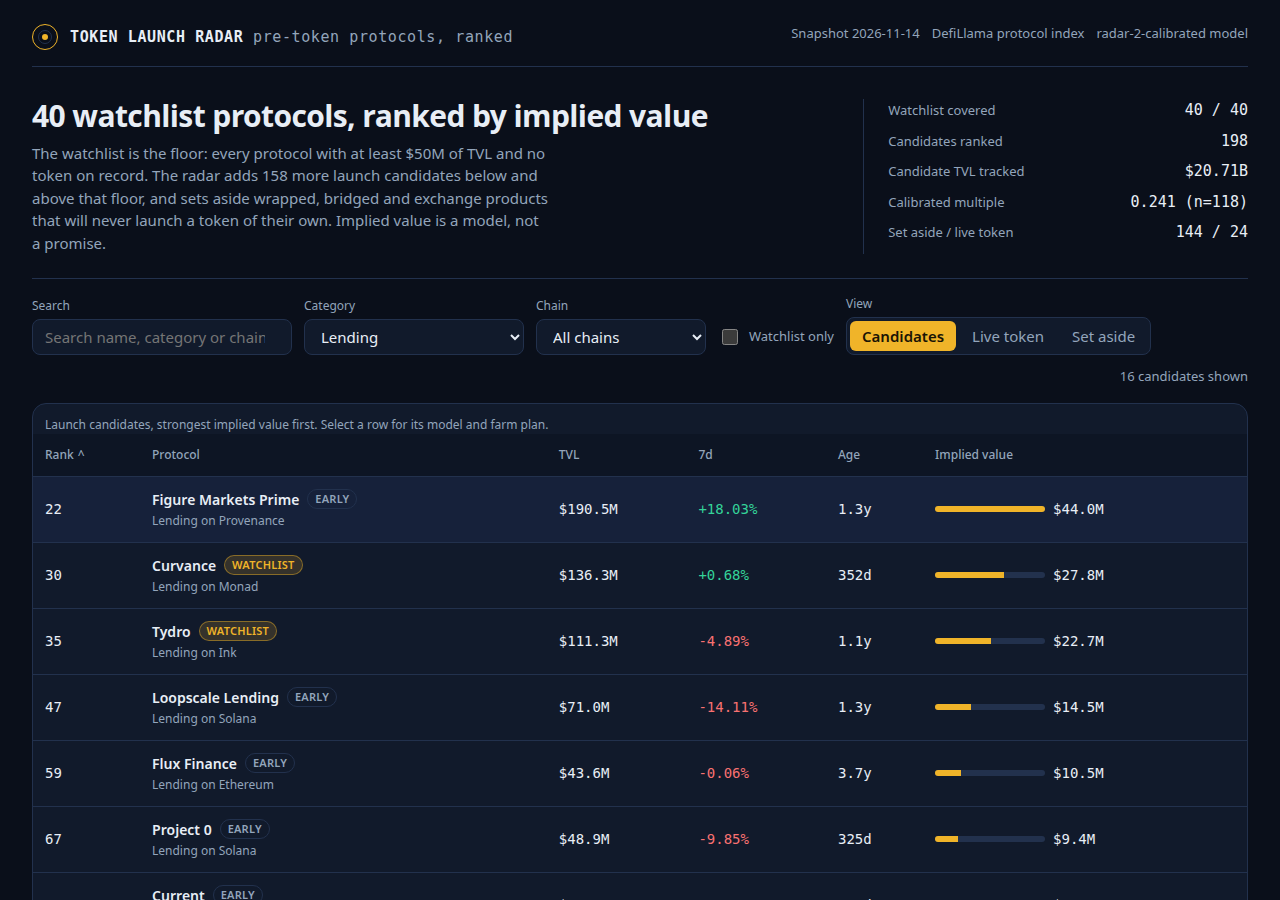 TOKEN LAUNCH RADAR pre-token protocols, ranked
Snapshot 2026-11-14 DefiLlama protocol index radar-2-calibrated model
40 watchlist protocols, ranked by implied value
The watchlist is the floor: every protocol with at least $50M of TVL and no
token on record. The radar adds 158 more launch candidates below and
above that floor, and sets aside wrapped, bridged and exchange products
that will never launch a token of their own. Implied value is a model, not
a promise.
Watchlist covered 40 / 40
Candidates ranked 198
Candidate TVL tracked $20.71B
Calibrated multiple 0.241 (n=118)
Set aside / live token 144 / 24
Search
Category
Chain
View
Search name, category or chain
Lending
All chains
Watchlist only
Candidates Live token Set aside
16 candidates shown
Launch candidates, strongest implied value first. Select a row for its model and farm plan.
Rank ^ Protocol TVL 7d Age Implied value
22 Figure Markets Prime EARLY $190.5M +18.03% 1.3y $44.0M
Lending on Provenance
30 Curvance WATCHLIST $136.3M +0.68% 352d $27.8M
Lending on Monad
35 Tydro WATCHLIST $111.3M -4.89% 1.1y $22.7M
Lending on Ink
47 Loopscale Lending EARLY $71.0M -14.11% 1.3y $14.5M
Lending on Solana
59 Flux Finance EARLY $43.6M -0.06% 3.7y $10.5M
Lending on Ethereum
67 Project 0 EARLY $48.9M -9.85% 325d $9.4M
Lending on Solana
Current EARLY